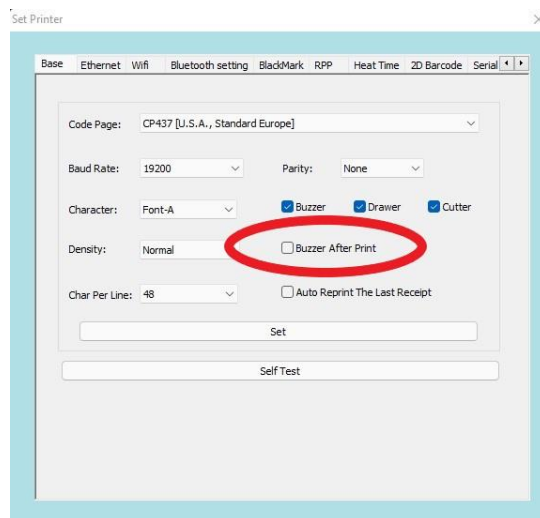 Set Printer
Base Ethernet Wifi Bluetooth setting BlackMark RPP Heat Time 2D Barcode Serial
Code Page: CP437 [U.S.A., Standard Europe]
Baud Rate: 19200 Parity: None
Character: Font-A Buzzer Drawer Cutter
Density: Normal Buzzer After Print
Char Per Line: 48 Auto Reprint The Last Receipt
Set
Self Test